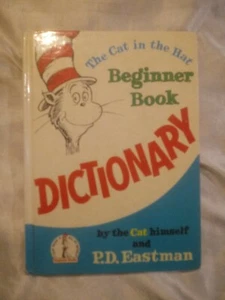 The Cat in the Hat
Beginner
Book
DICTIONARY
by the Cat himself
and
P.D. Eastman